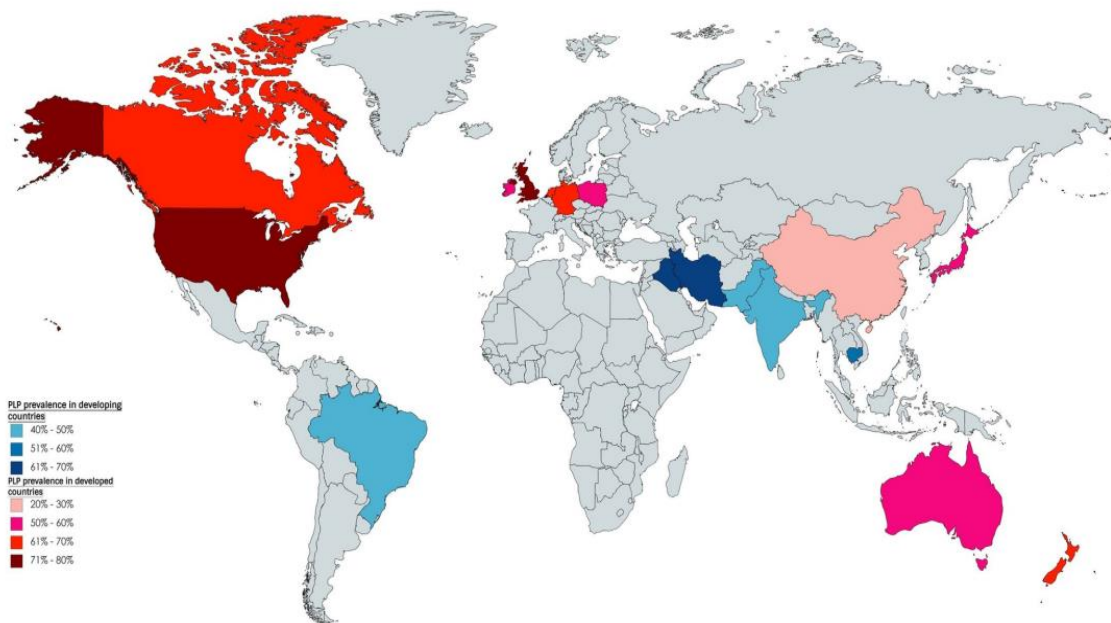 PLP prevalence in developing
countries
40% - 50%
51% - 60%
61% - 70%
PLP prevalence in developed
countries
20% - 30%
50% - 60%
61% - 70%
71% - 80%